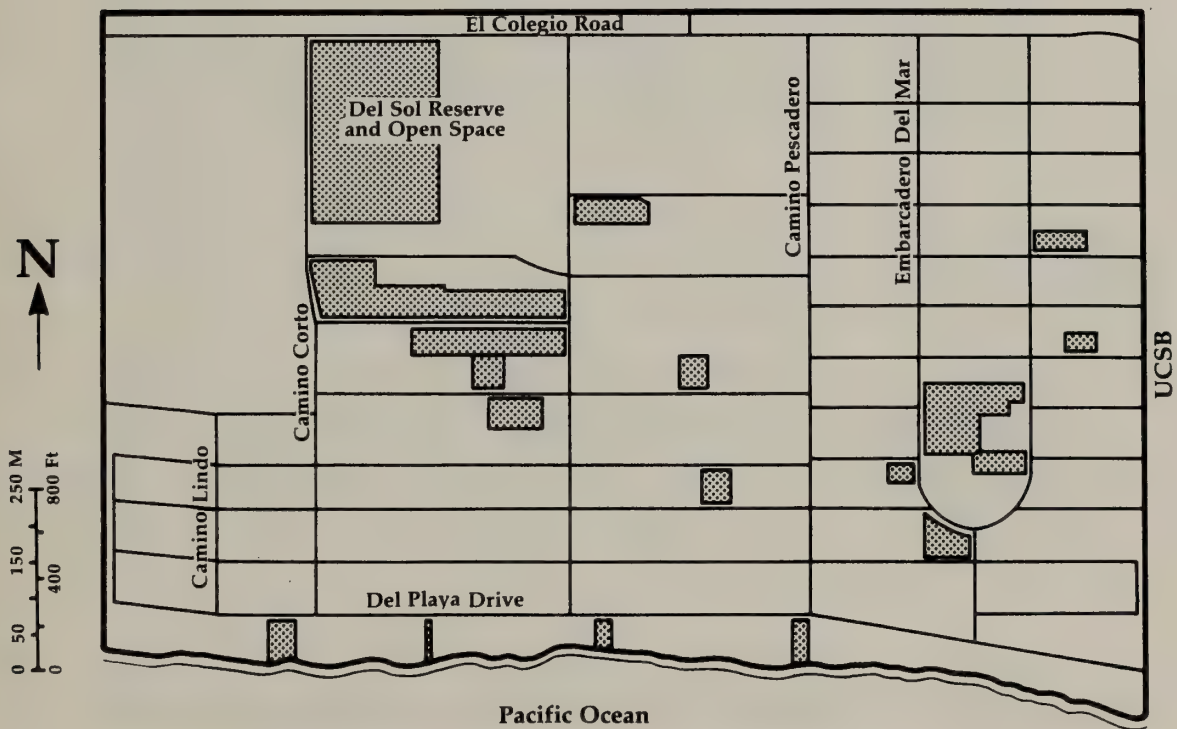 El Colegio Road
Del Sol Reserve
and Open Space
Camino Pescadero
Embarcadero Del Mar
N
Camino Corto
UCSB
Camino Lindo
250 M
150
50
0
800 Ft
400
0
Del Playa Drive
Pacific Ocean